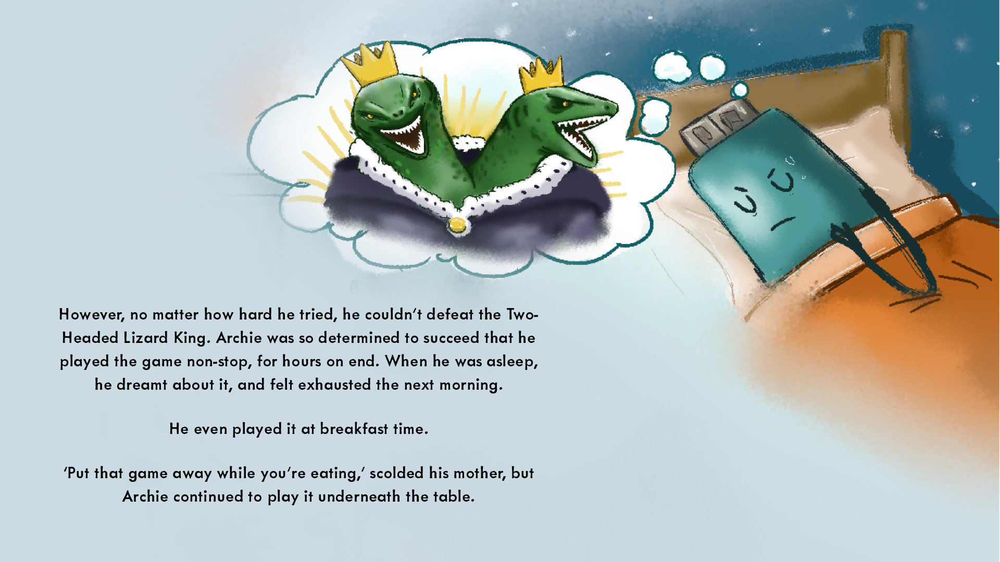 However, no matter how hard he tried, he couldn't defeat the Two-
Headed Lizard King. Archie was so determined to succeed that he
played the game non-stop, for hours on end. When he was asleep,
he dreamt about it, and felt exhausted the next morning.
He even played it at breakfast time.
'Put that game away while you're eating,' scolded his mother, but
Archie continued to play it underneath the table.